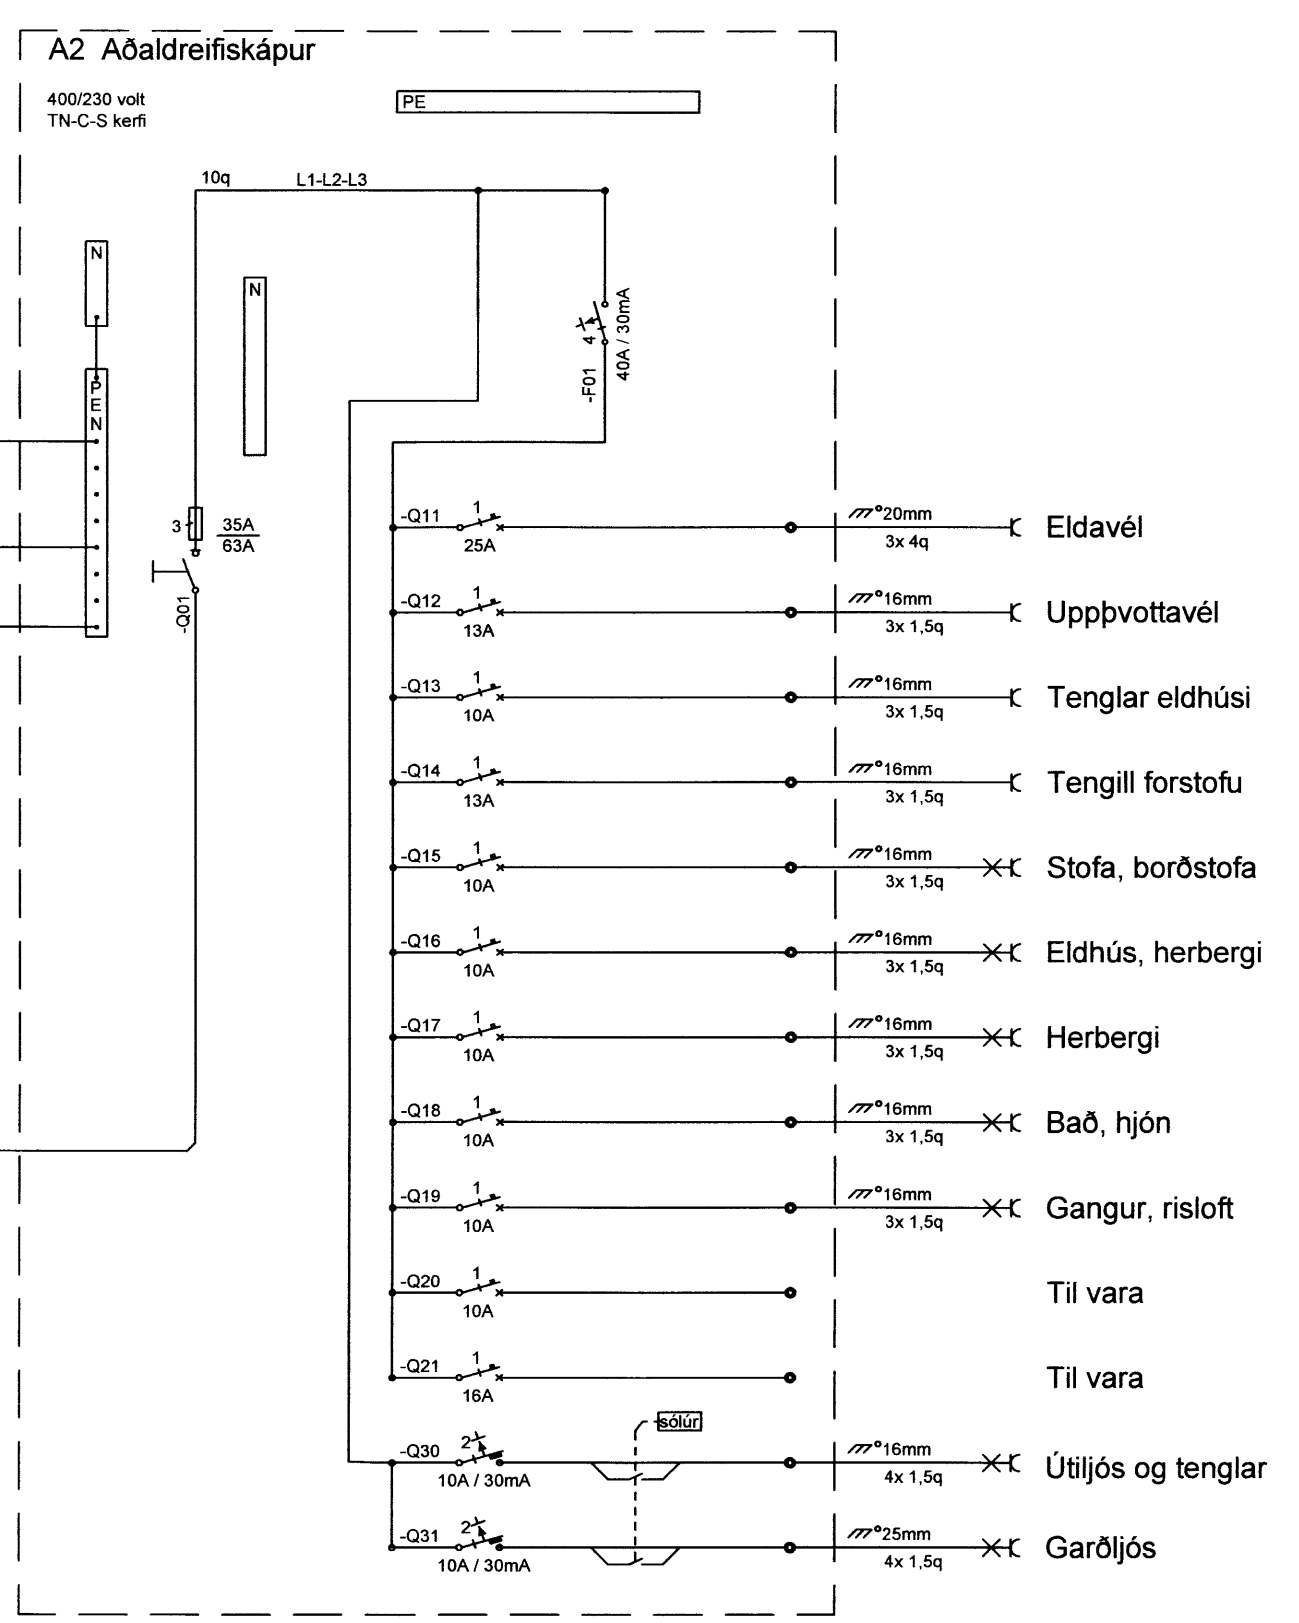 A2 Aðaldreifiskápur
400/230 volt
TN-C-S kerfi
PE
10q
L1-L2-L3
N
N
PEN
4
-F01
40A / 30mA
3
35A
63A
-Q01
-Q11
1
25A
20mm
3x 4q
Eldavél
-Q12
1
13A
16mm
3x 1,5q
Uppþvottavél
-Q13
1
10A
16mm
3x 1,5q
Tenglar eldhúsi
-Q14
1
13A
16mm
3x 1,5q
Tengill forstofu
-Q15
1
10A
16mm
3x 1,5q
Stofa, borðstofa
-Q16
1
10A
16mm
3x 1,5q
Eldhús, herbergi
-Q17
1
10A
16mm
3x 1,5q
Herbergi
-Q18
1
10A
16mm
3x 1,5q
Bað, hjón
-Q19
1
10A
16mm
3x 1,5q
Gangur, risloft
-Q20
1
10A
Til vara
-Q21
1
16A
Til vara
sólúr
-Q30
2
10A / 30mA
16mm
4x 1,5q
Útiljós og tenglar
-Q31
2
10A / 30mA
25mm
4x 1,5q
Garðljós